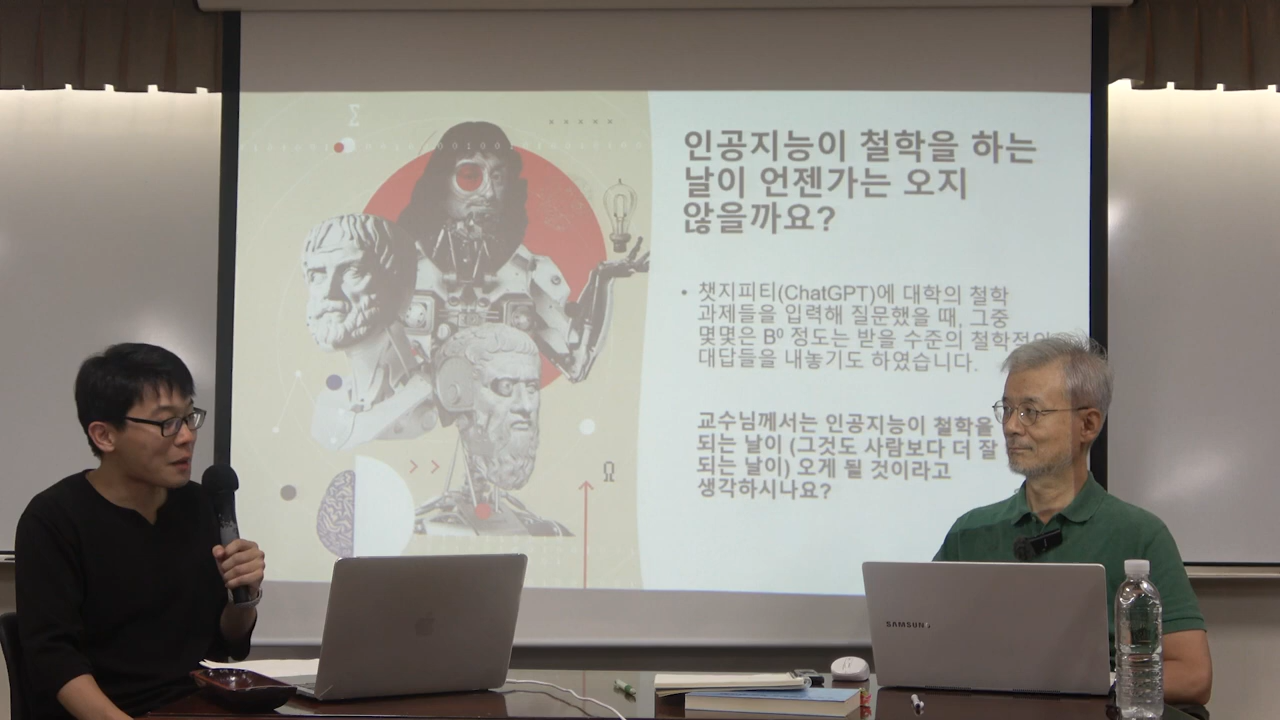 인공지능이 철학을 하는
날이 언젠가는 오지
않을까요?
• 챗지피티(ChatGPT)에 대학의 철학
과제들을 입력해 질문했을 때, 그중
몇몇은 B⁰ 정도는 받을 수준의 철학적인
대답들을 내놓기도 하였습니다.
교수님께서는 인공지능이 철학을
되는 날이 (그것도 사람보다 더 잘
되는 날이) 오게 될 것이라고
생각하시나요?
Σ
Ω
SAMSUNG